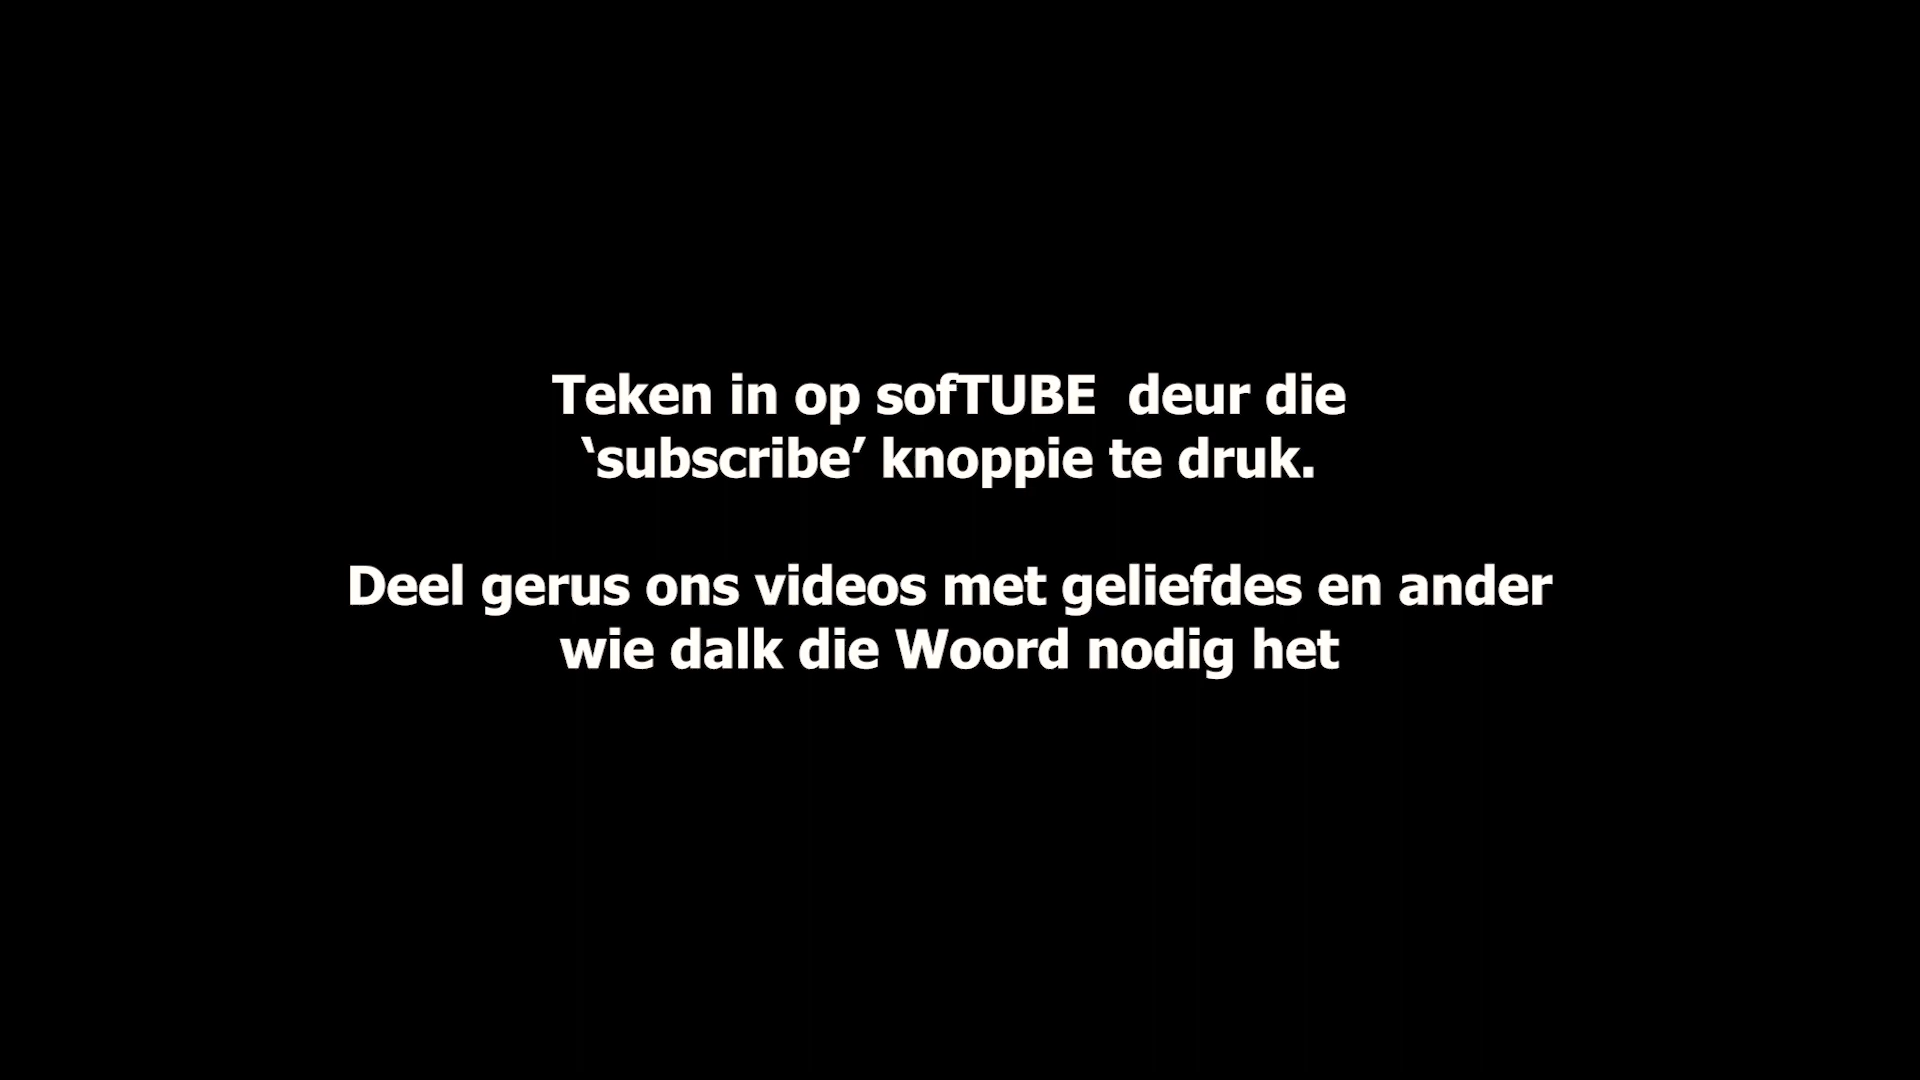 Teken in op sofTUBE  deur die
‘subscribe’ knoppie te druk.
Deel gerus ons videos met geliefdes en ander
wie dalk die Woord nodig het